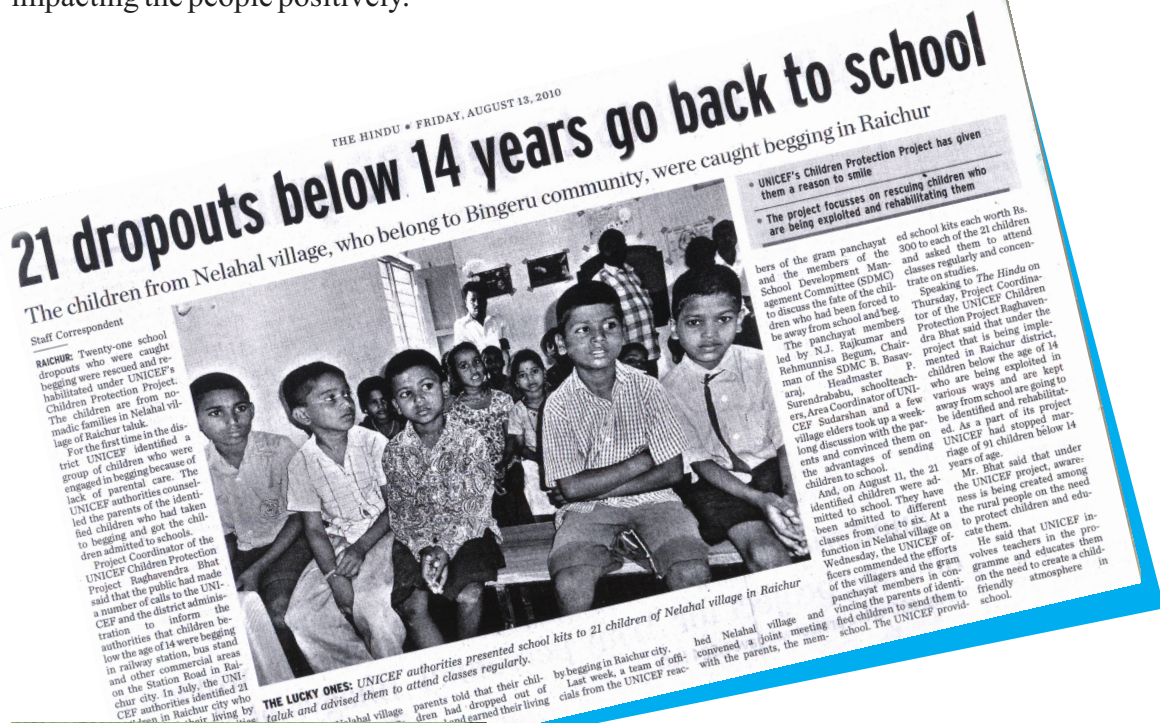 impacting the people positively.
THE HINDU • FRIDAY, AUGUST 13, 2010
21 dropouts below 14 years go back to school
The children from Nelahal village, who belong to Bingeru community, were caught begging in Raichur
• UNICEF's Children Protection Project has given
them a reason to smile
• The project focusses on rescuing children who
are being exploited and rehabilitating them
Staff Correspondent
RAICHUR: Twenty-one school
dropouts who were caught
begging were rescued and re-
habilitated under UNICEF's
Children Protection Project.
The children are from no-
madic families in Nelahal vil-
lage of Raichur taluk.
For the first time in the dis-
trict UNICEF identified a
group of children who were
engaged in begging because of
lack of parental care. The
UNICEF authorities counsel-
led the parents of the identi-
fied children who had taken
to begging and got the chil-
dren admitted to schools.
Project Coordinator of the
UNICEF Children Protection
Project Raghavendra Bhat
said that the public had made
a number of calls to the UNI-
CEF and the district adminis-
tration to inform the
authorities that children be-
low the age of 14 were begging
in railway station, bus stand
and other commercial areas
on the Station Road in Rai-
chur city. In July, the UNI-
CEF authorities identified 21
in Raichur city who
living by
THE LUCKY ONES: UNICEF authorities presented school kits to 21 children of Nelahal village in Raichur
taluk and advised them to attend classes regularly.
Nelahal village
parents told that their chil-
dren had dropped out of
and earned their living
by begging in Raichur city.
Last week, a team of offi-
cials from the UNICEF reac-
hed Nelahal village and
convened a joint meeting
with the parents, the mem-
bers of the gram panchayat
and the members of the
School Development Man-
agement Committee (SDMC)
to discuss the fate of the chil-
dren who had been forced to
be away from school and beg.
The panchayat members
led by N.J. Rajkumar and
Rehmunnisa Begum, Chair-
man of the SDMC B. Basav-
araj, Headmaster P.
Surendrababu, schoolteach-
ers, Area Coordinator of UNI-
CEF Sudarshan and a few
village elders took up a week-
long discussion with the par-
ents and convinced them on
the advantages of sending
children to school.
And, on August 11, the 21
identified children were ad-
mitted to school. They have
been admitted to different
classes from one to six. At a
function in Nelahal village on
Wednesday, the UNICEF of-
ficers commended the efforts
of the villagers and the gram
panchayat members in con-
vincing the parents of identi-
fied children to send them to
school. The UNICEF provid-
ed school kits each worth Rs.
300 to each of the 21 children
and asked them to attend
classes regularly and concen-
trate on studies.
Speaking to The Hindu on
Thursday, Project Coordina-
tor of the UNICEF Children
Protection Project Raghaven-
dra Bhat said that under the
project that is being imple-
mented in Raichur district,
children below the age of 14
who are being exploited in
various ways and are kept
away from school are going to
be identified and rehabilitat-
ed. As a part of its project
UNICEF had stopped mar-
riage of 91 children below 14
years of age.
Mr. Bhat said that under
the UNICEF project, aware-
ness is being created among
the rural people on the need
to protect children and edu-
cate them.
He said that UNICEF in-
volves teachers in the pro-
gramme and educates them
on the need to create a child-
friendly atmosphere in
school.